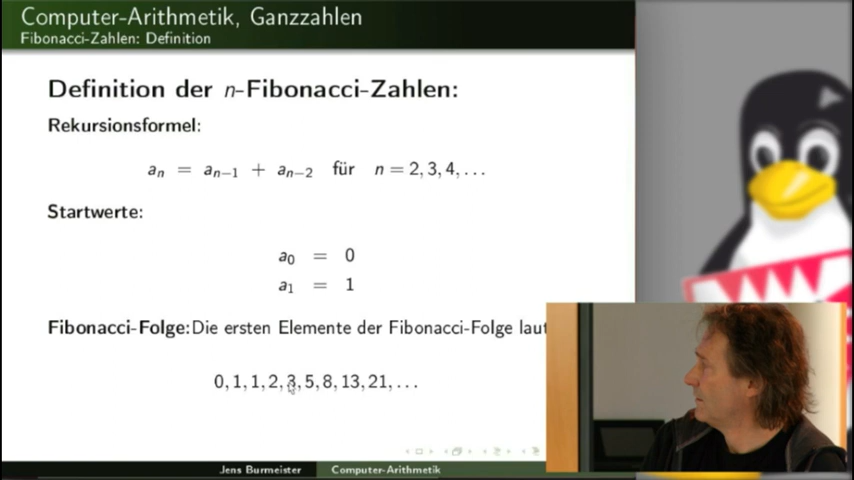 Computer-Arithmetik, Ganzzahlen
Fibonacci-Zahlen: Definition
Definition der n-Fibonacci-Zahlen:
Rekursionsformel:
aₙ = aₙ₋₁ + aₙ₋₂ für n = 2, 3, 4, . . .
Startwerte:
a₀ = 0
a₁ = 1
Fibonacci-Folge:Die ersten Elemente der Fibonacci-Folge laut
0, 1, 1, 2, 3, 5, 8, 13, 21, . . .
Jens Burmeister Computer-Arithmetik